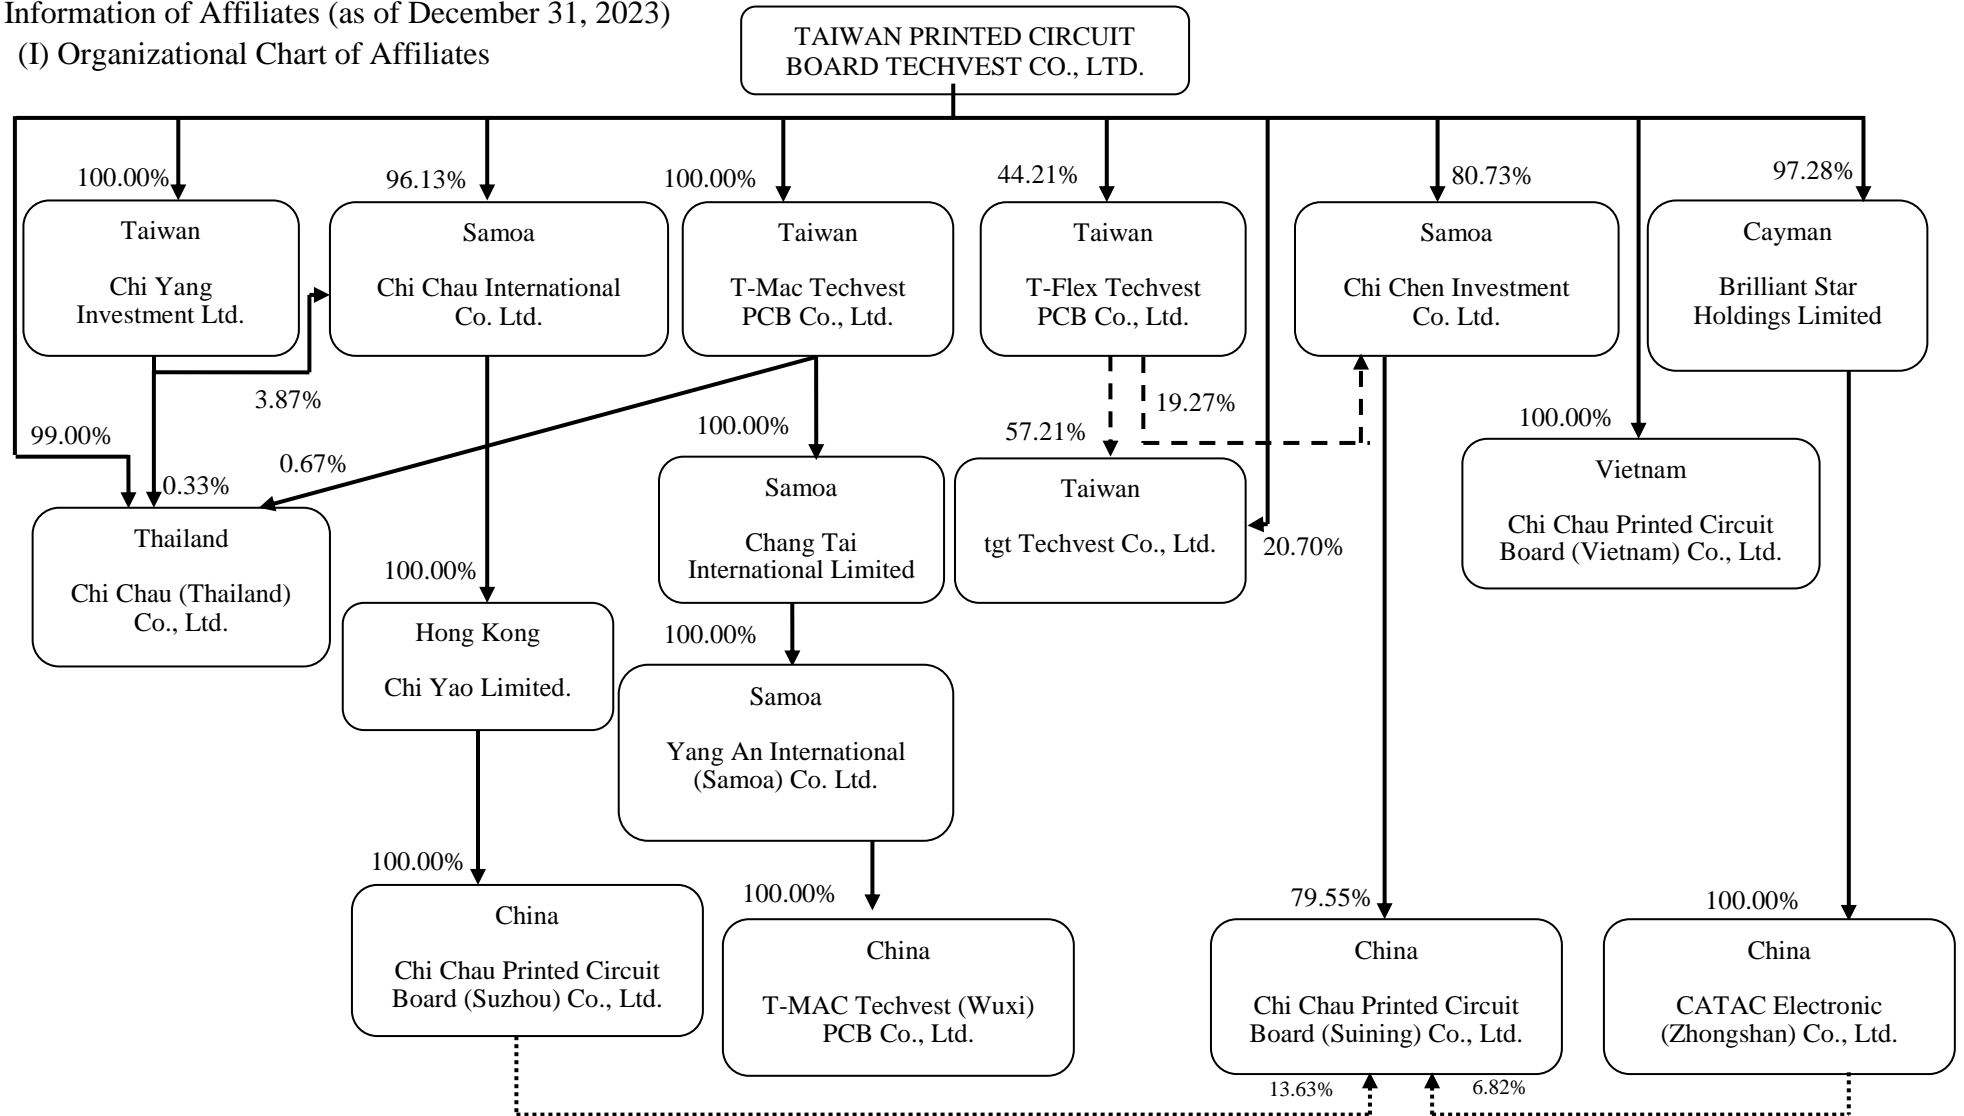 Information of Affiliates (as of December 31, 2023)
(I) Organizational Chart of Affiliates
TAIWAN PRINTED CIRCUIT
BOARD TECHVEST CO., LTD.
100.00%
96.13%
100.00%
44.21%
80.73%
97.28%
Taiwan
Chi Yang
Investment Ltd.
Samoa
Chi Chau International
Co. Ltd.
Taiwan
T-Mac Techvest
PCB Co., Ltd.
Taiwan
T-Flex Techvest
PCB Co., Ltd.
Samoa
Chi Chen Investment
Co. Ltd.
Cayman
Brilliant Star
Holdings Limited
3.87%
99.00%
0.67%
0.33%
100.00%
57.21%
19.27%
100.00%
Thailand
Chi Chau (Thailand)
Co., Ltd.
Samoa
Chang Tai
International Limited
Taiwan
tgt Techvest Co., Ltd.
20.70%
Vietnam
Chi Chau Printed Circuit
Board (Vietnam) Co., Ltd.
100.00%
Hong Kong
Chi Yao Limited.
100.00%
Samoa
Yang An International
(Samoa) Co. Ltd.
100.00%
100.00%
79.55%
100.00%
China
Chi Chau Printed Circuit
Board (Suzhou) Co., Ltd.
China
T-MAC Techvest (Wuxi)
PCB Co., Ltd.
China
Chi Chau Printed Circuit
Board (Suining) Co., Ltd.
China
CATAC Electronic
(Zhongshan) Co., Ltd.
13.63%
6.82%